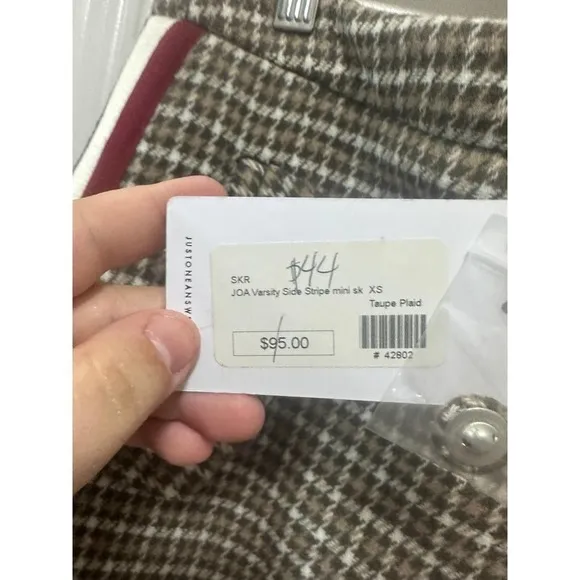 JUSTONEANSW
SKR
$44
JOA Varsity Side Stripe mini sk XS
Taupe Plaid
$95.00
# 42802